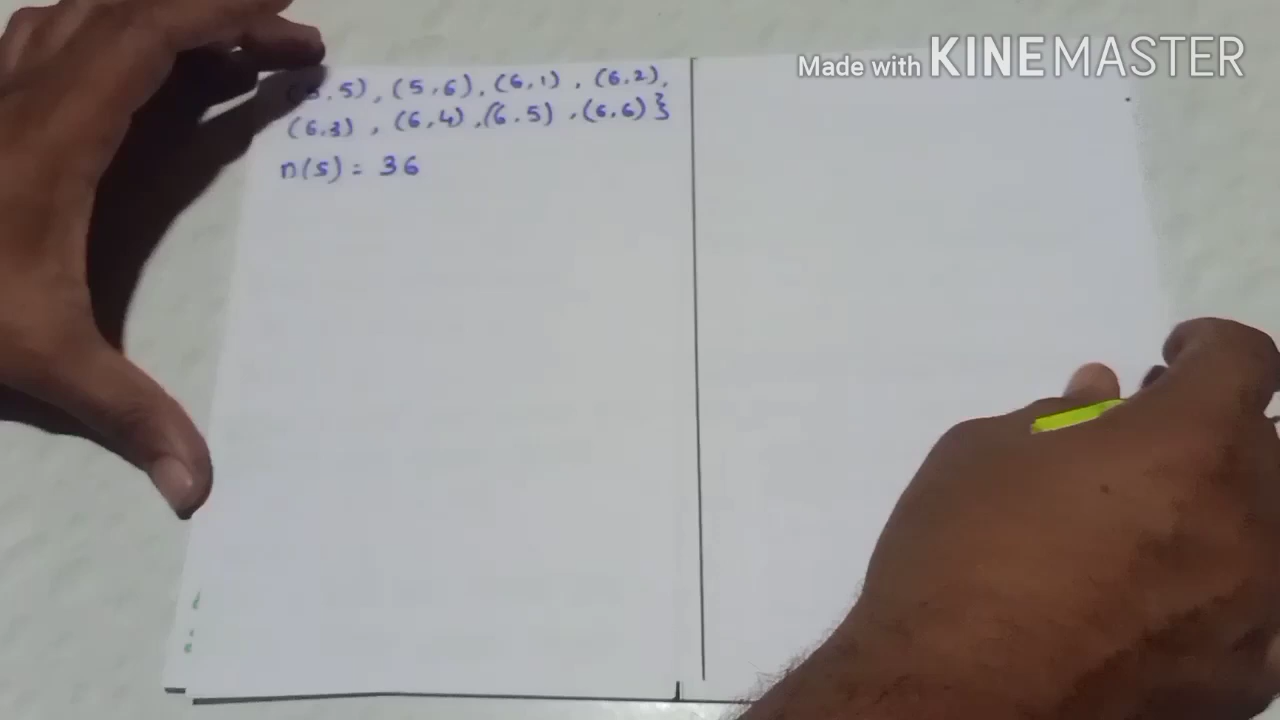 Made with KINEMASTER
, 5), (5,6), (6,1), (6,2),
(6,3), (6,4), (6,5), (6,6)}
n(s) = 36